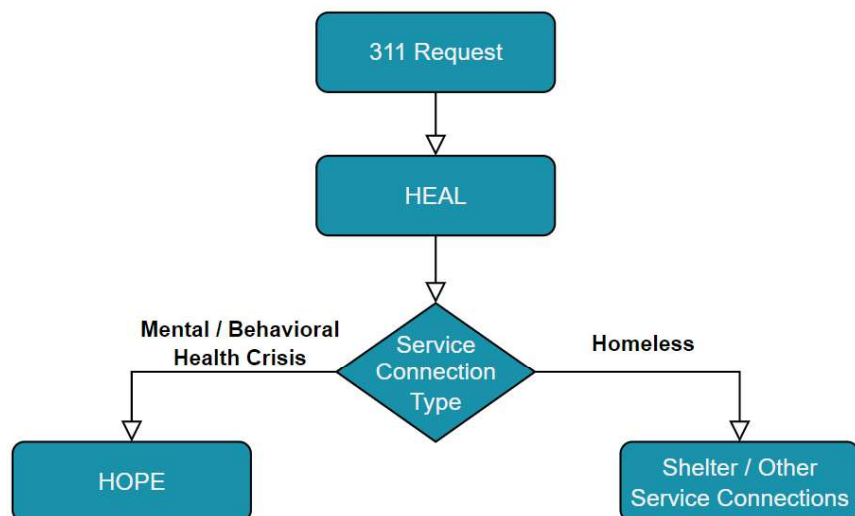 311 Request
HEAL
Mental / Behavioral
Health Crisis
Service
Connection
Type
Homeless
HOPE
Shelter / Other
Service Connections